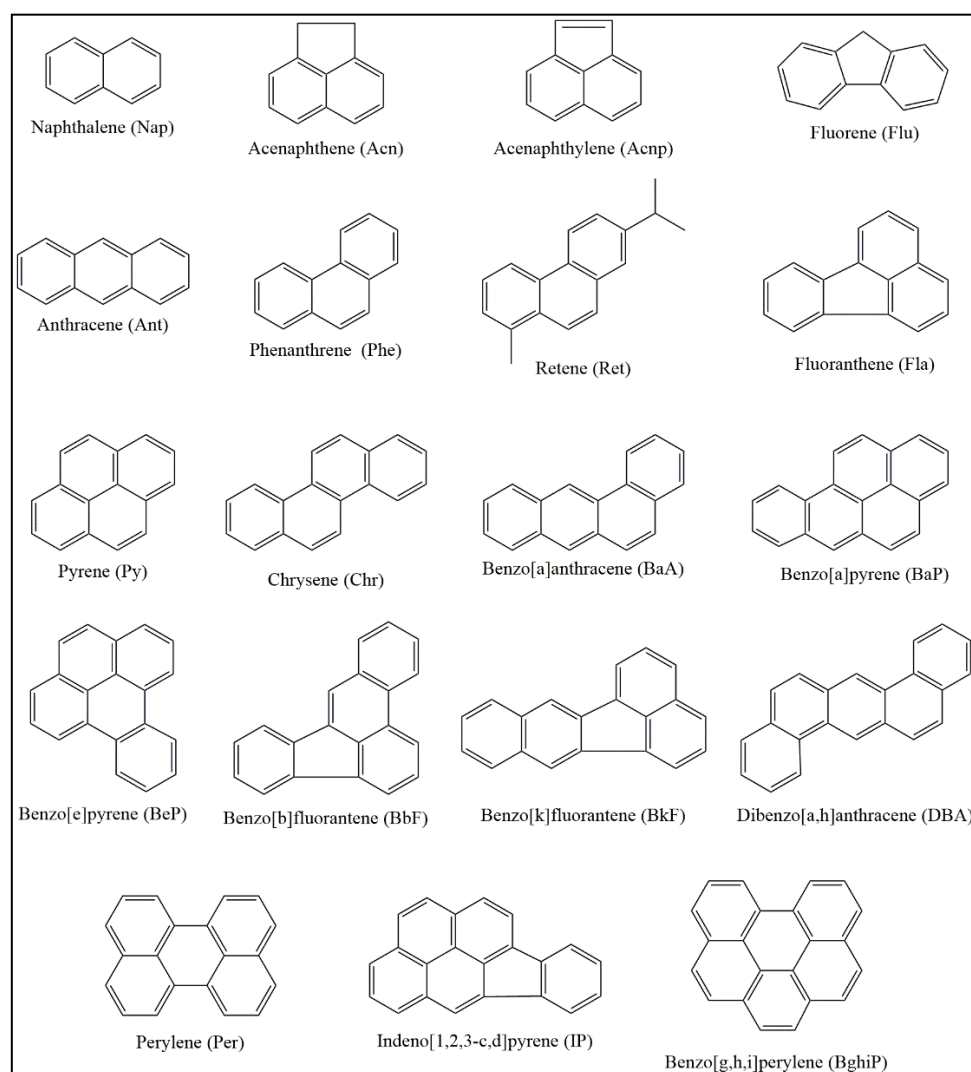 Naphthalene (Nap)
Acenaphthene (Acn)
Acenaphthylene (Acnp)
Fluorene (Flu)
Anthracene (Ant)
Phenanthrene (Phe)
Retene (Ret)
Fluoranthene (Fla)
Pyrene (Py)
Chrysene (Chr)
Benzo[a]anthracene (BaA)
Benzo[a]pyrene (BaP)
Benzo[e]pyrene (BeP)
Benzo[b]fluorantene (BbF)
Benzo[k]fluorantene (BkF)
Dibenzo[a,h]anthracene (DBA)
Perylene (Per)
Indeno[1,2,3-c,d]pyrene (IP)
Benzo[g,h,i]perylene (BghiP)